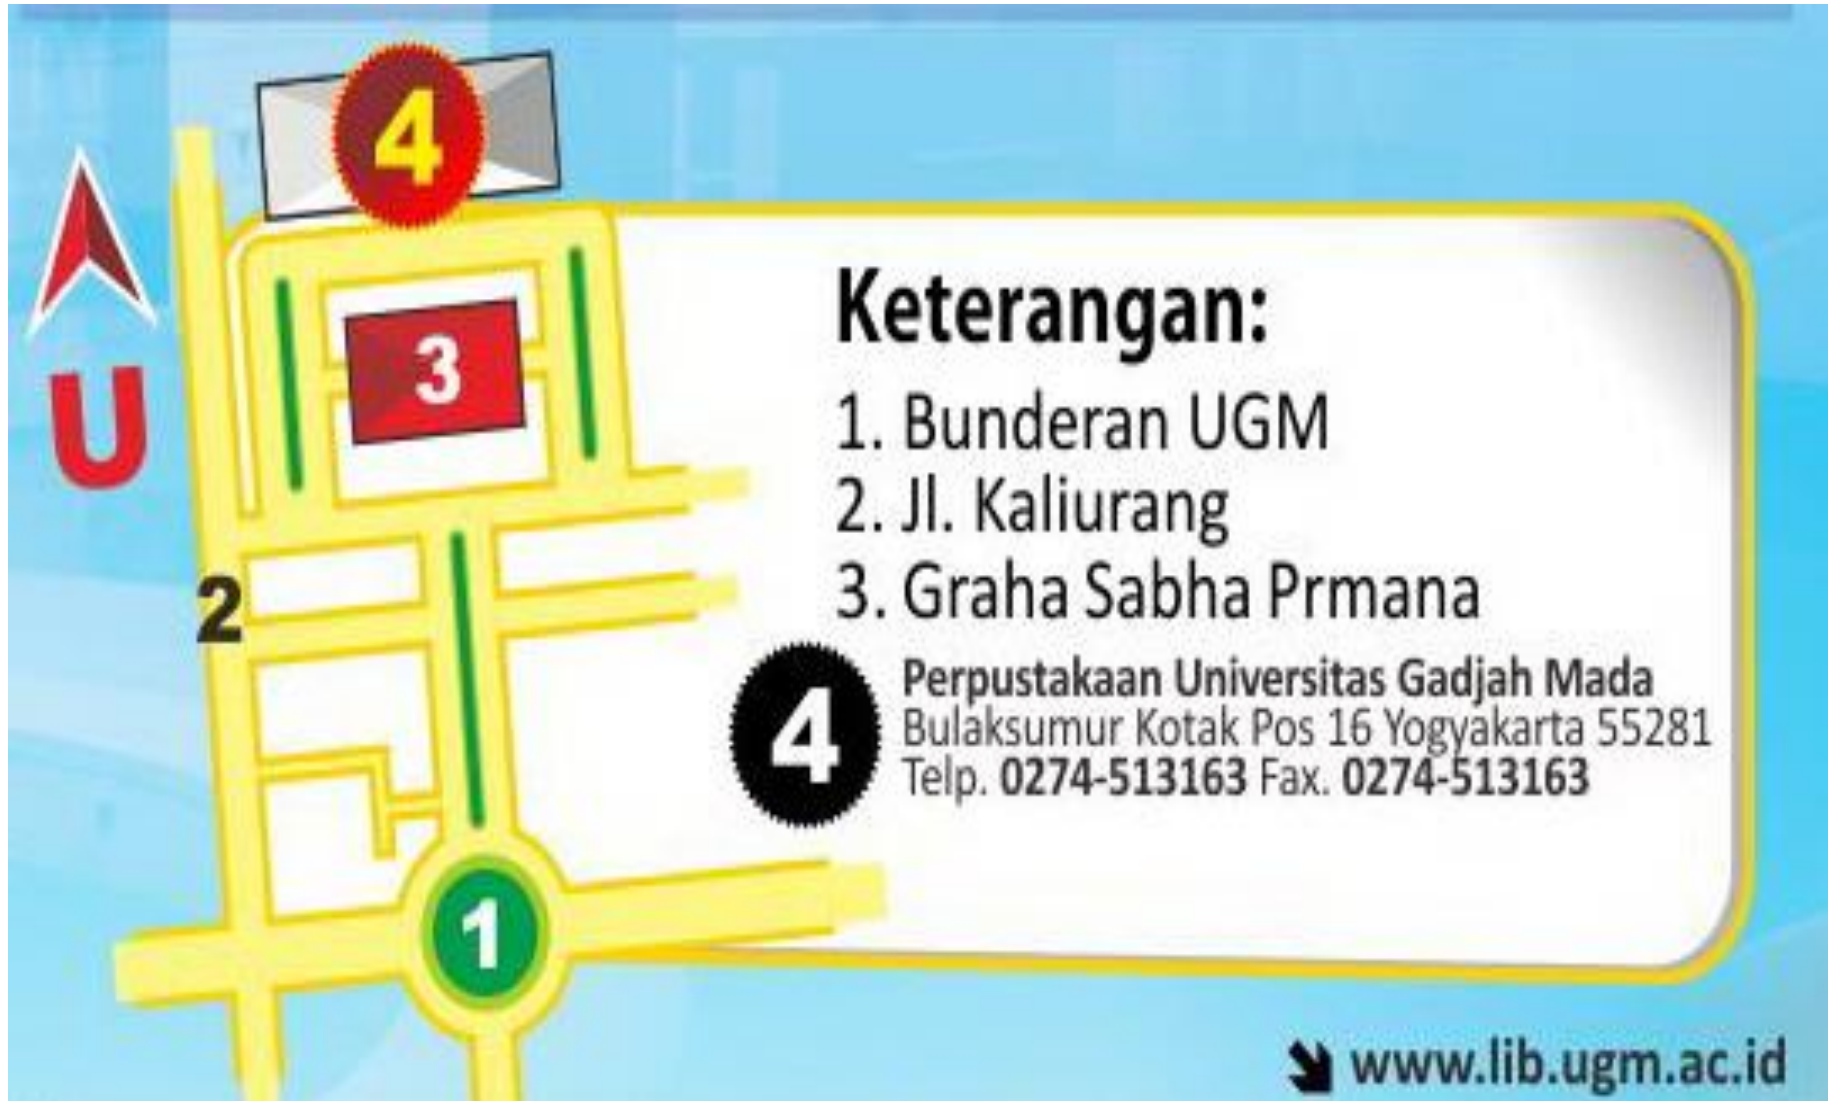 4
U
3
2
1
Keterangan:
1. Bunderan UGM
2. Jl. Kaliurang
3. Graha Sabha Prmana
4
Perpustakaan Universitas Gadjah Mada
Bulaksumur Kotak Pos 16 Yogyakarta 55281
Telp. 0274-513163 Fax. 0274-513163
www.lib.ugm.ac.id